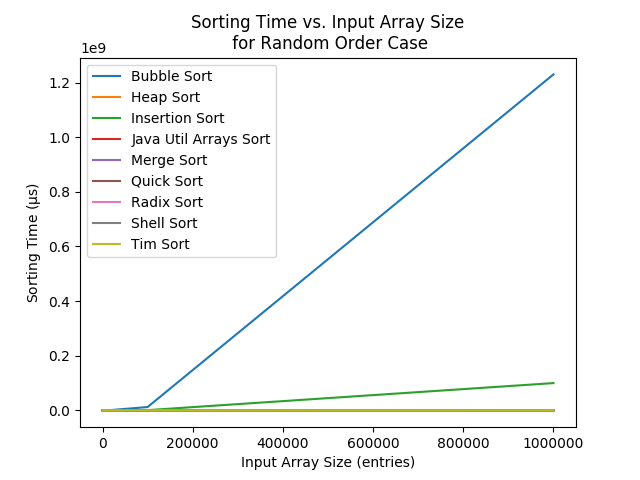 Sorting Time vs. Input Array Size
for Random Order Case
1e9
Bubble Sort
Heap Sort
Insertion Sort
Java Util Arrays Sort
Merge Sort
Quick Sort
Radix Sort
Shell Sort
Tim Sort
1.2
1.0
0.8
0.6
0.4
0.2
0.0
Sorting Time (μs)
0 200000 400000 600000 800000 1000000
Input Array Size (entries)